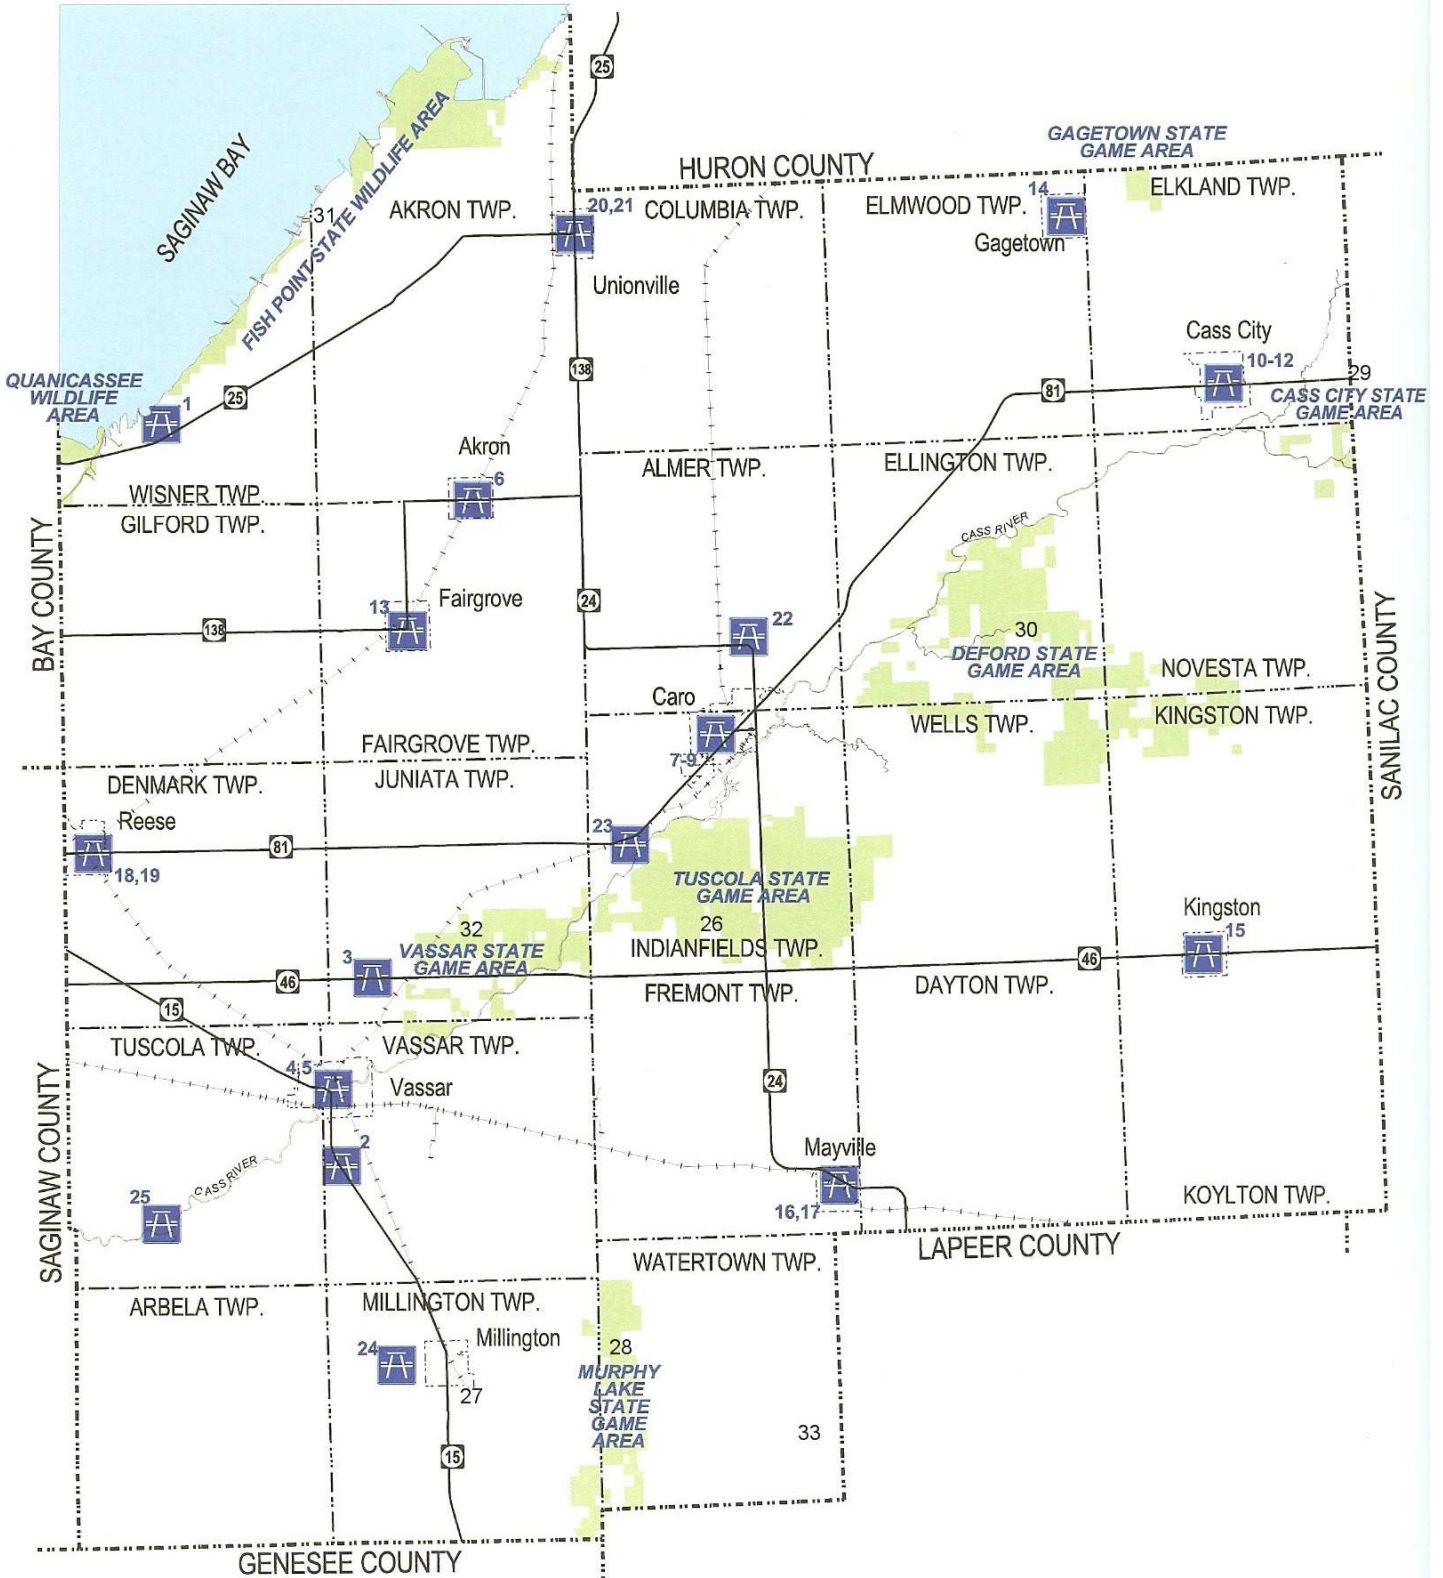 25
GAGETOWN STATE
GAME AREA
HURON COUNTY
SAGINAW BAY
FISH POINT STATE WILDLIFE AREA
31
AKRON TWP.
20,21
COLUMBIA TWP.
ELMWOOD TWP.
14
ELKLAND TWP.
Gagetown
Unionville
Cass City
10-12
138
81
29
CASS CITY STATE
GAME AREA
QUANICASSEE
WILDLIFE
AREA
1
25
Akron
6
ALMER TWP.
ELLINGTON TWP.
WISNER TWP.
GILFORD TWP.
CASS RIVER
BAY COUNTY
Fairgrove
13
24
138
22
30
DEFORD STATE
GAME AREA
NOVESTA TWP.
SANILAC COUNTY
Caro
7-9
WELLS TWP.
KINGSTON TWP.
FAIRGROVE TWP.
JUNIATA TWP.
DENMARK TWP.
Reese
18,19
81
23
TUSCOLA STATE
GAME AREA
26
INDIANFIELDS TWP.
Kingston
15
32
VASSAR STATE
GAME AREA
3
46
46
FREMONT TWP.
DAYTON TWP.
15
TUSCOLA TWP.
VASSAR TWP.
4,5
Vassar
24
SAGINAW COUNTY
2
Mayville
16,17
CASS RIVER
25
KOYLTON TWP.
LAPEER COUNTY
WATERTOWN TWP.
ARBELA TWP.
MILLINGTON TWP.
Millington
24
27
28
MURPHY
LAKE
STATE
GAME
AREA
33
15
GENESEE COUNTY